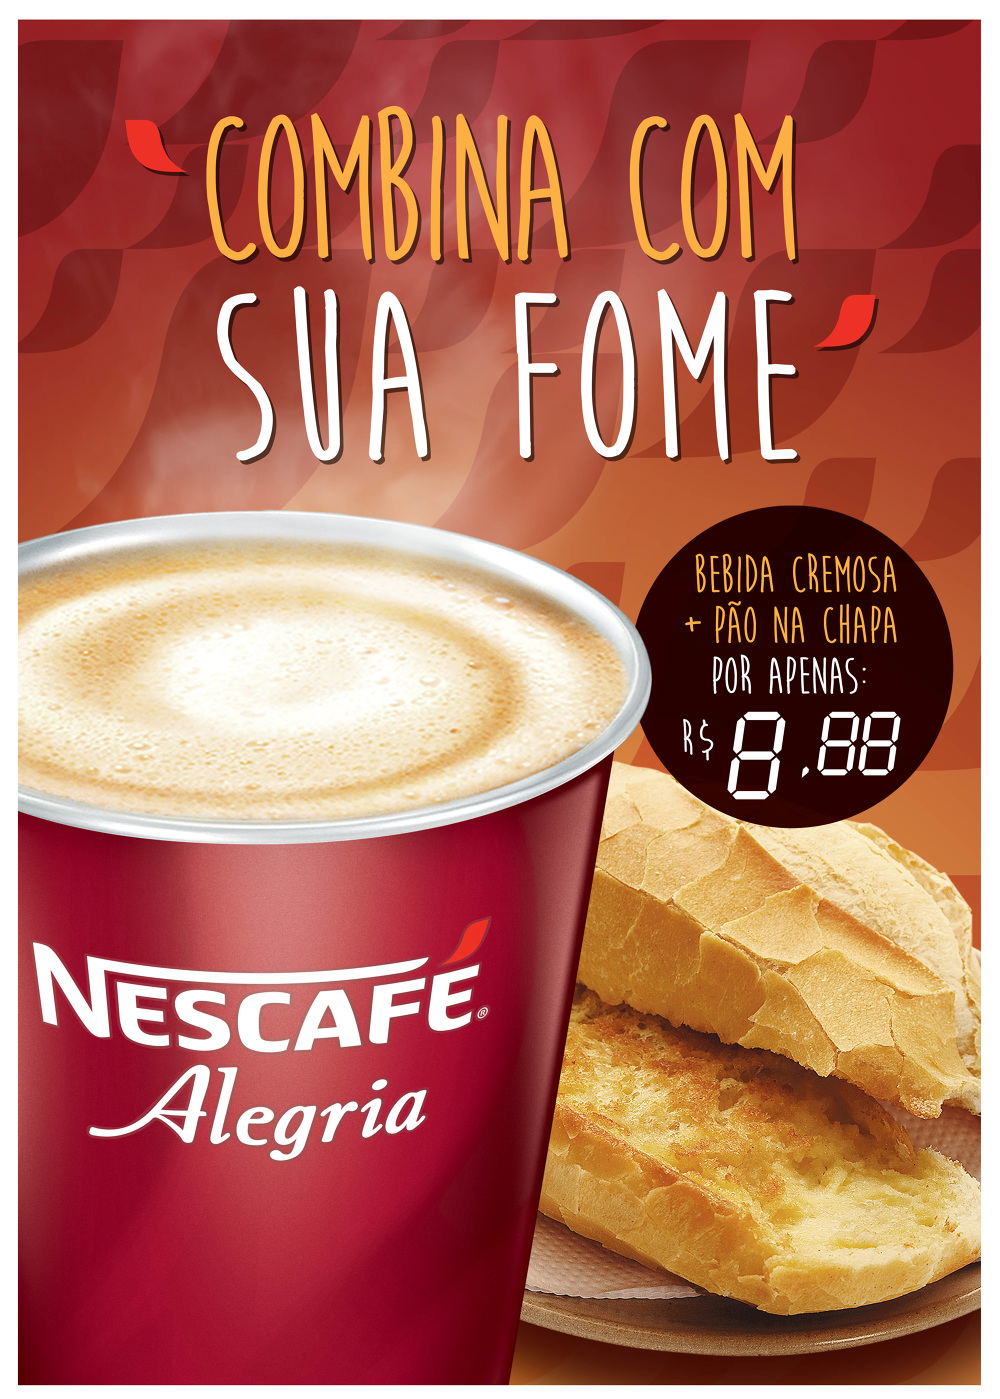 COMBINA COM
SUA FOME
BEBIDA CREMOSA
+ PÃO NA CHAPA
POR APENAS:
R$ 8.88
NESCAFÉ®
Alegria